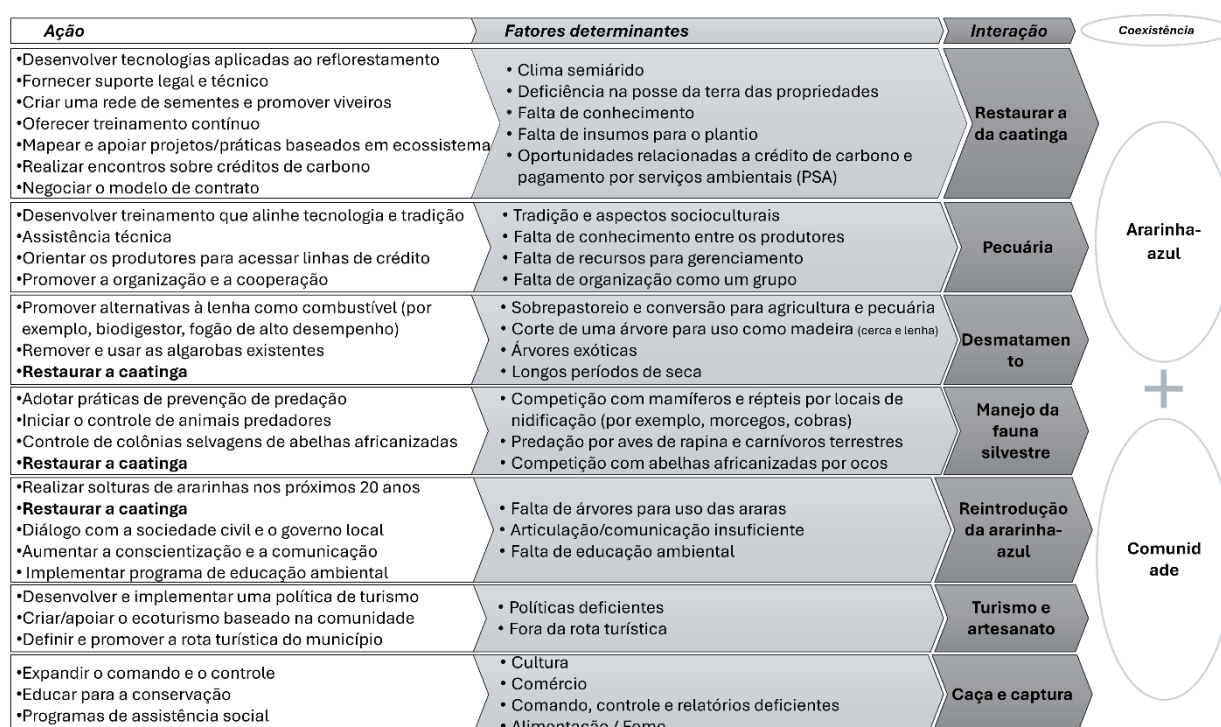 Ação
Fatores determinantes
Interação
Coexistência
•Desenvolver tecnologias aplicadas ao reflorestamento
•Fornecer suporte legal e técnico
•Criar uma rede de sementes e promover viveiros
•Oferecer treinamento contínuo
•Mapear e apoiar projetos/práticas baseados em ecossistema
•Realizar encontros sobre créditos de carbono
•Negociar o modelo de contrato
• Clima semiárido
• Deficiência na posse da terra das propriedades
• Falta de conhecimento
• Falta de insumos para o plantio
• Oportunidades relacionadas a crédito de carbono e
pagamento por serviços ambientais (PSA)
Restaurar a
da caatinga
•Desenvolver treinamento que alinhe tecnologia e tradição
•Assistência técnica
•Orientar os produtores para acessar linhas de crédito
•Promover a organização e a cooperação
• Tradição e aspectos socioculturais
• Falta de conhecimento entre os produtores
• Falta de recursos para gerenciamento
• Falta de organização como um grupo
Pecuária
•Promover alternativas à lenha como combustível (por
exemplo, biodigestor, fogão de alto desempenho)
•Remover e usar as algarobas existentes
•Restaurar a caatinga
• Sobrepastoreio e conversão para agricultura e pecuária
• Corte de uma árvore para uso como madeira (cerca e lenha)
• Árvores exóticas
• Longos períodos de seca
Desmatamen
to
•Adotar práticas de prevenção de predação
•Iniciar o controle de animais predadores
•Controle de colônias selvagens de abelhas africanizadas
•Restaurar a caatinga
• Competição com mamíferos e répteis por locais de
nidificação (por exemplo, morcegos, cobras)
• Predação por aves de rapina e carnívoros terrestres
• Competição com abelhas africanizadas por ocos
Manejo da
fauna
silvestre
•Realizar solturas de ararinhas nos próximos 20 anos
•Restaurar a caatinga
•Diálogo com a sociedade civil e o governo local
•Aumentar a conscientização e a comunicação
• Implementar programa de educação ambiental
• Falta de árvores para uso das araras
• Articulação/comunicação insuficiente
• Falta de educação ambiental
Reintrodução
da ararinha-
azul
•Desenvolver e implementar uma política de turismo
•Criar/apoiar o ecoturismo baseado na comunidade
•Definir e promover a rota turística do município
• Políticas deficientes
• Fora da rota turística
Turismo e
artesanato
•Expandir o comando e o controle
•Educar para a conservação
•Programas de assistência social
• Cultura
• Comércio
• Comando, controle e relatórios deficientes
• Alimentação / Fome
Caça e captura
Ararinha-
azul
+
Comunid
ade